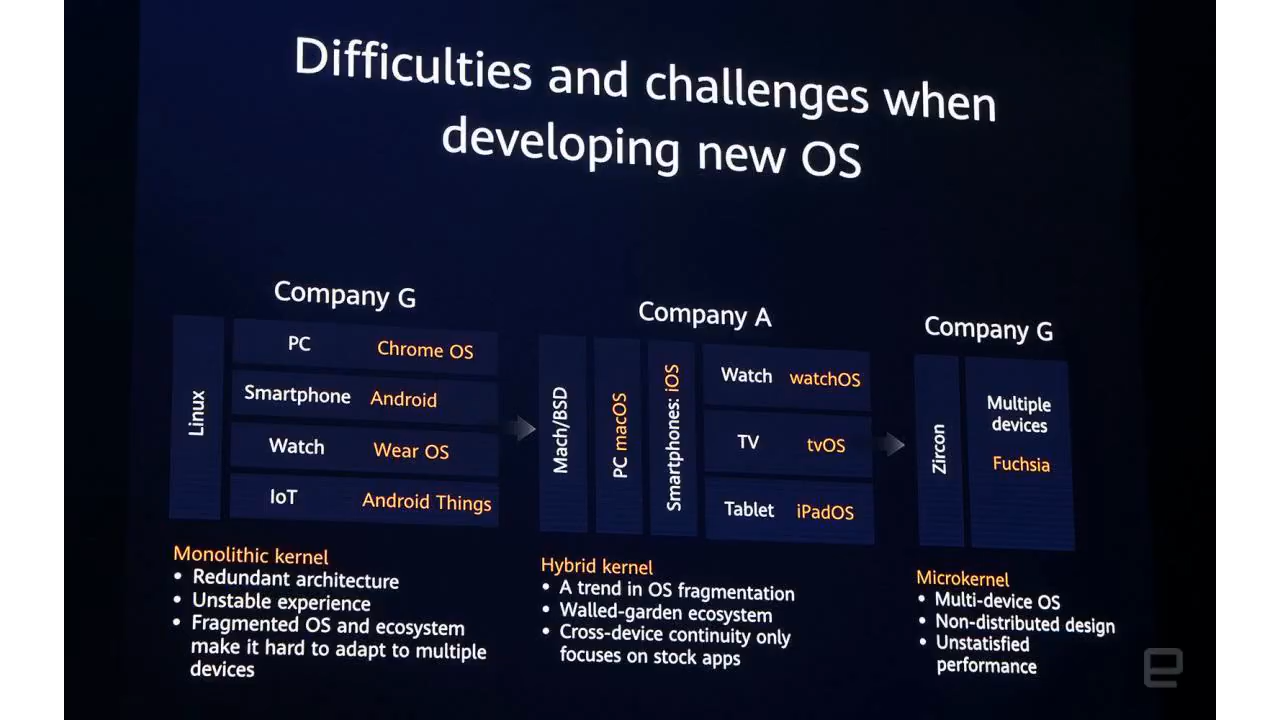 Difficulties and challenges when
developing new OS
Company G
Linux
PC Chrome OS
Smartphone Android
Watch Wear OS
IoT Android Things
Monolithic kernel
• Redundant architecture
• Unstable experience
• Fragmented OS and ecosystem
make it hard to adapt to multiple
devices
Company A
Mach/BSD
PC macOS
Smartphones: iOS
Watch watchOS
TV tvOS
Tablet iPadOS
Hybrid kernel
• A trend in OS fragmentation
• Walled-garden ecosystem
• Cross-device continuity only
focuses on stock apps
Company G
Zircon
Multiple
devices
Fuchsia
Microkernel
• Multi-device OS
• Non-distributed design
• Unstatisfied
performance
e